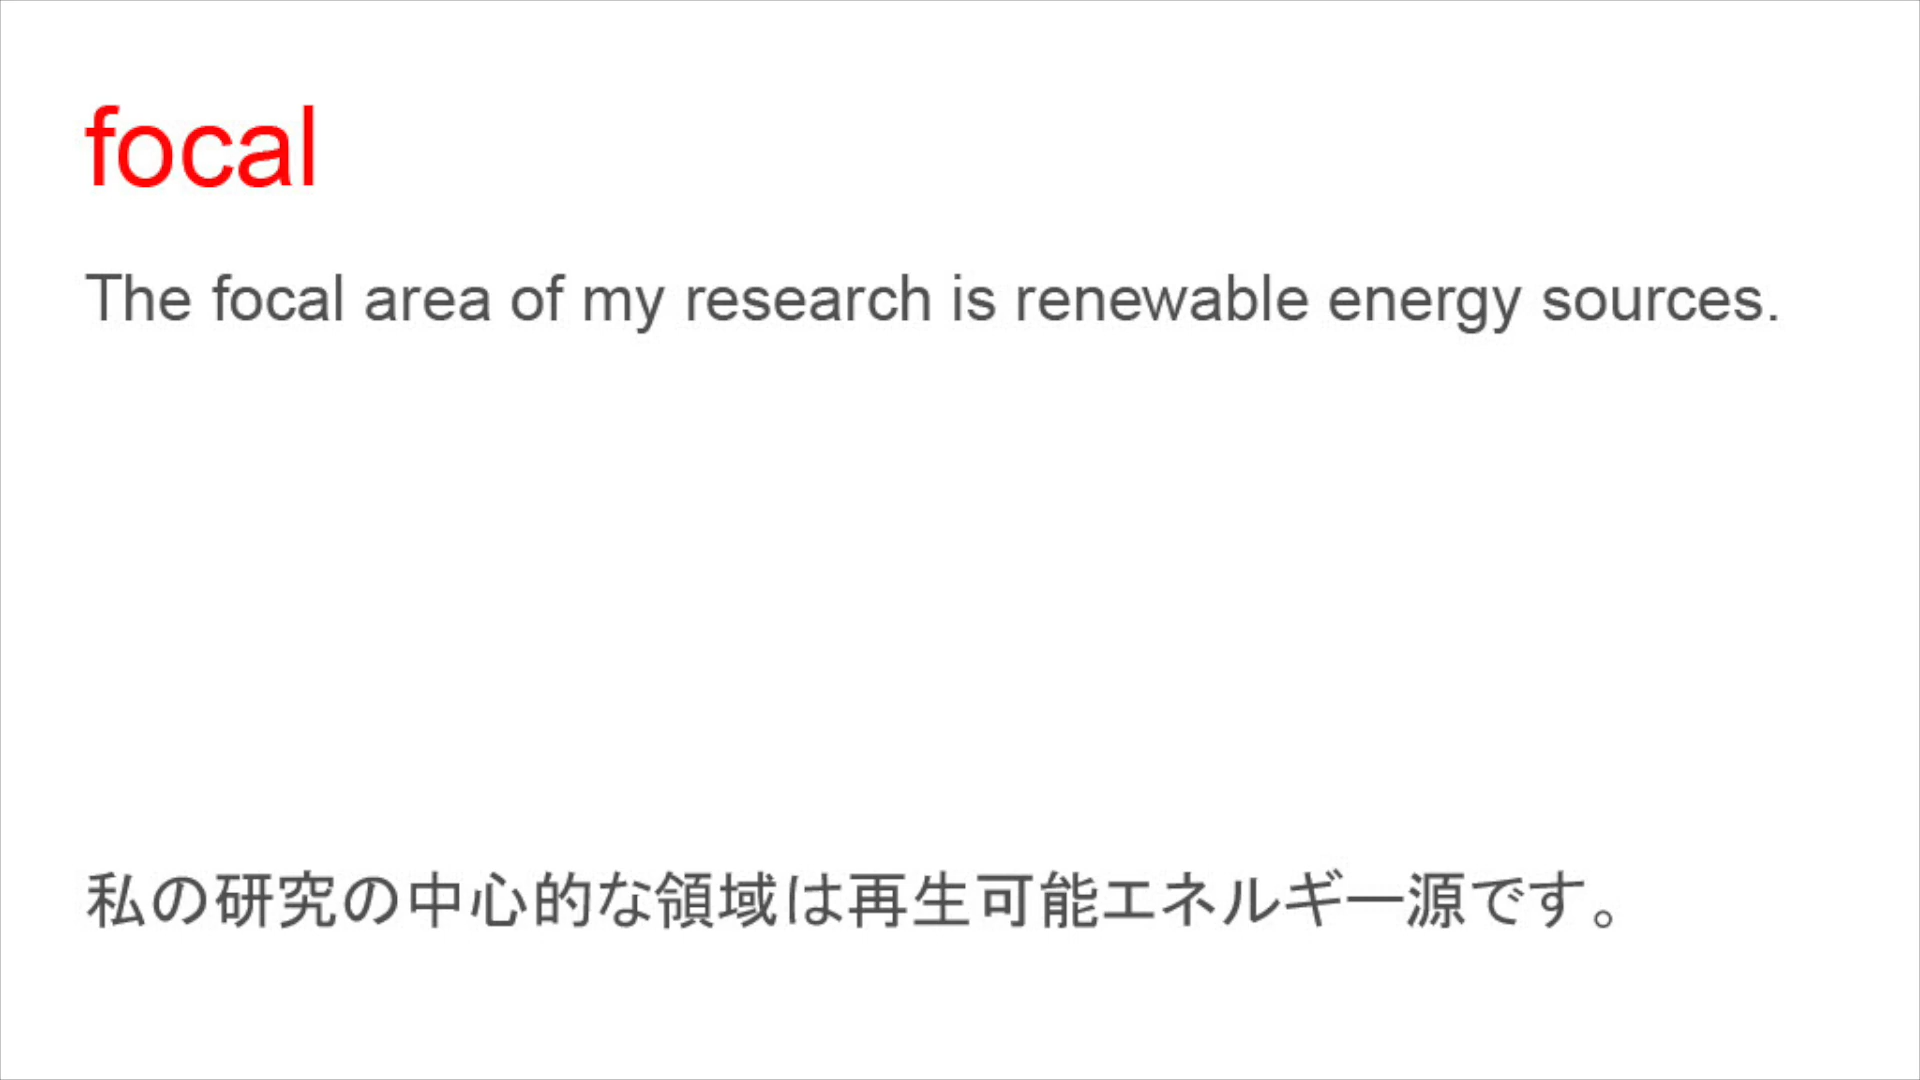 focal
The focal area of my research is renewable energy sources.
私の研究の中心的な領域は再生可能エネルギー源です。